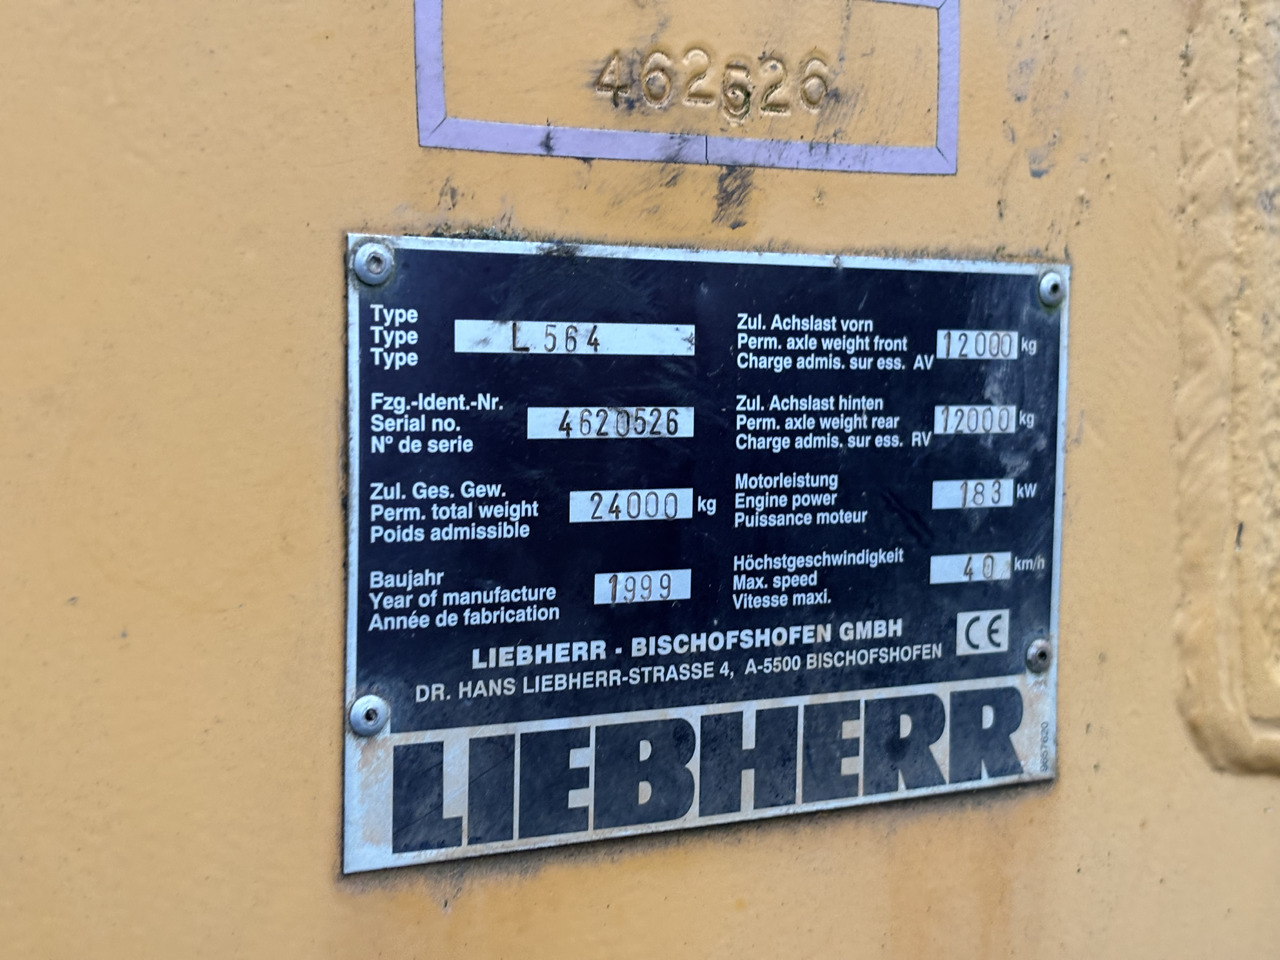 462526
Type
Type
Type
L 564
Fzg.-Ident.-Nr.
Serial no.
N° de serie
4620526
Zul. Ges. Gew.
Perm. total weight
Poids admissible
24000 kg
Baujahr
Year of manufacture
Année de fabrication
1999
Zul. Achslast vorn
Perm. axle weight front
Charge admis. sur ess. AV
12000 kg
Zul. Achslast hinten
Perm. axle weight rear
Charge admis. sur ess. RV
12000 kg
Motorleistung
Engine power
Puissance moteur
183 kW
Höchstgeschwindigkeit
Max. speed
Vitesse maxi.
40 km/h
LIEBHERR - BISCHOFSHOFEN GMBH
DR. HANS LIEBHERR-STRASSE 4, A-5500 BISCHOFSHOFEN
CE
LIEBHERR
9657620